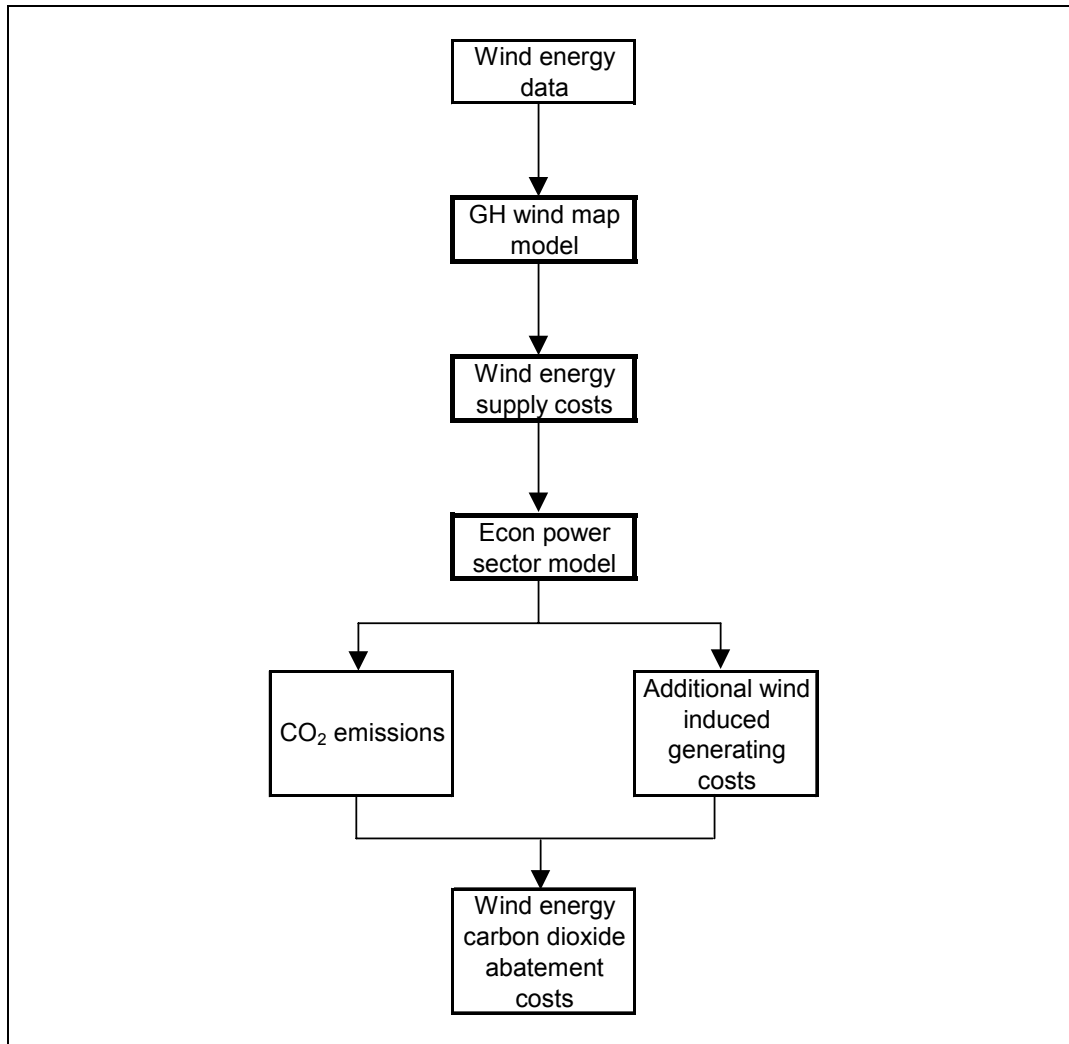 Wind energy
data
GH wind map
model
Wind energy
supply costs
Econ power
sector model
CO₂ emissions
Additional wind
induced
generating
costs
Wind energy
carbon dioxide
abatement
costs